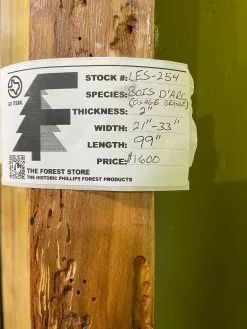 STOCK #: LES-254
SPECIES: BOIS D'ARC
(OSAGE ORANGE)
THICKNESS: 2"
WIDTH: 21"-33"
LENGTH: 99"
PRICE: $1600
THE FOREST STORE
THE HISTORIC PHILLIPS FOREST PRODUCTS